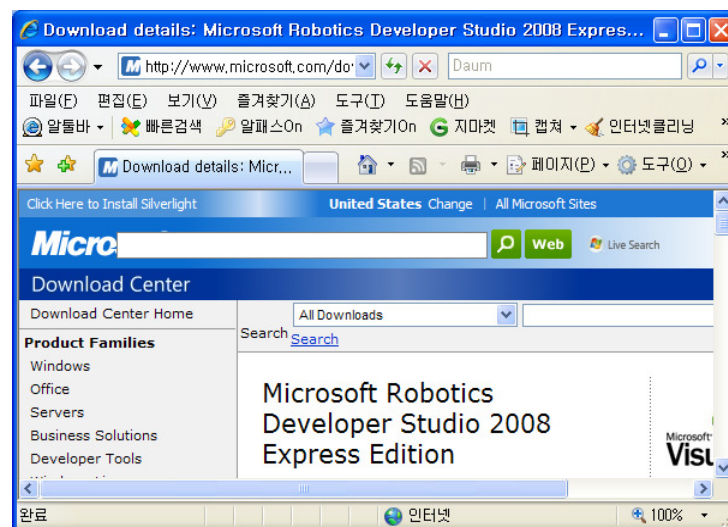 Download details: Microsoft Robotics Developer Studio 2008 Expres...
http://www.microsoft.com/do
Daum
파일(F) 편집(E) 보기(V) 즐겨찾기(A) 도구(T) 도움말(H)
알툴바 빠른검색 알패스On 즐겨찾기On 지마켓 캡쳐 인터넷클리닝 »
Download details: Micr... 페이지(P) 도구(O) »
Click Here to Install Silverlight United States Change | All Microsoft Sites
Micro Web Live Search
Download Center
Download Center Home All Downloads
Search Search
Product Families
Windows
Office
Servers
Business Solutions
Developer Tools
Microsoft Robotics
Developer Studio 2008
Express Edition
Microsoft
Visu
완료 인터넷 100%